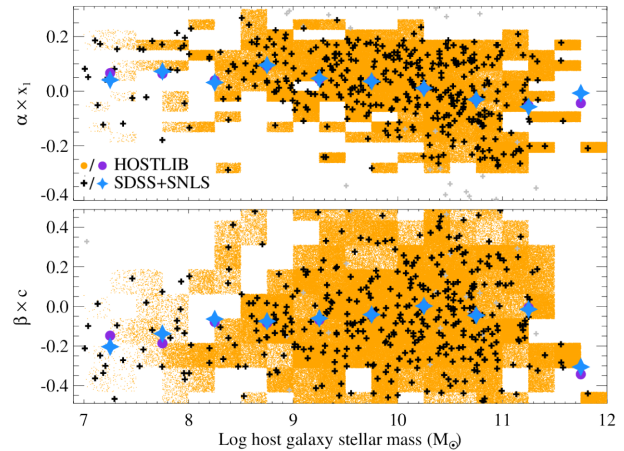 0.2
0.0
-0.2
-0.4
α × x₁
● / ● HOSTLIB
+ / ✦ SDSS+SNLS
0.4
0.2
0.0
-0.2
-0.4
β × c
7 8 9 10 11 12
Log host galaxy stellar mass (M☉)